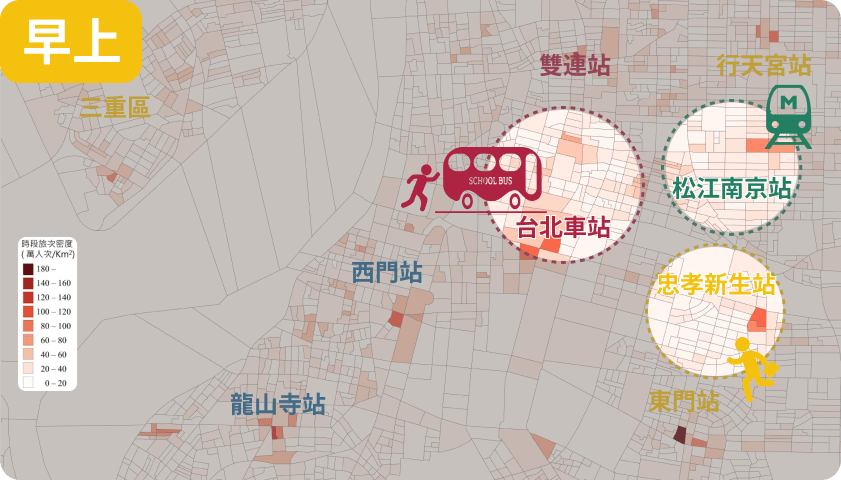 早上
雙連站
行天宮站
三重區
M
SCHOOL BUS
松江南京站
台北車站
時段旅次密度
( 萬人次/Km²)
180 –
140 – 160
120 – 140
100 – 120
80 – 100
60 – 80
40 – 60
20 – 40
0 – 20
西門站
忠孝新生站
龍山寺站
東門站